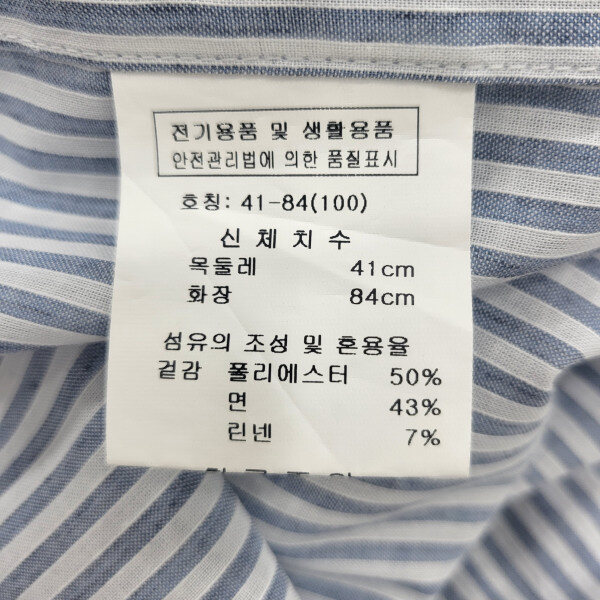 전기용품 및 생활용품
안전관리법에 의한 품질표시
호칭: 41-84(100)
신체치수
목둘레 41cm
화장 84cm
섬유의 조성 및 혼용율
겉감 폴리에스터 50%
면 43%
린넨 7%